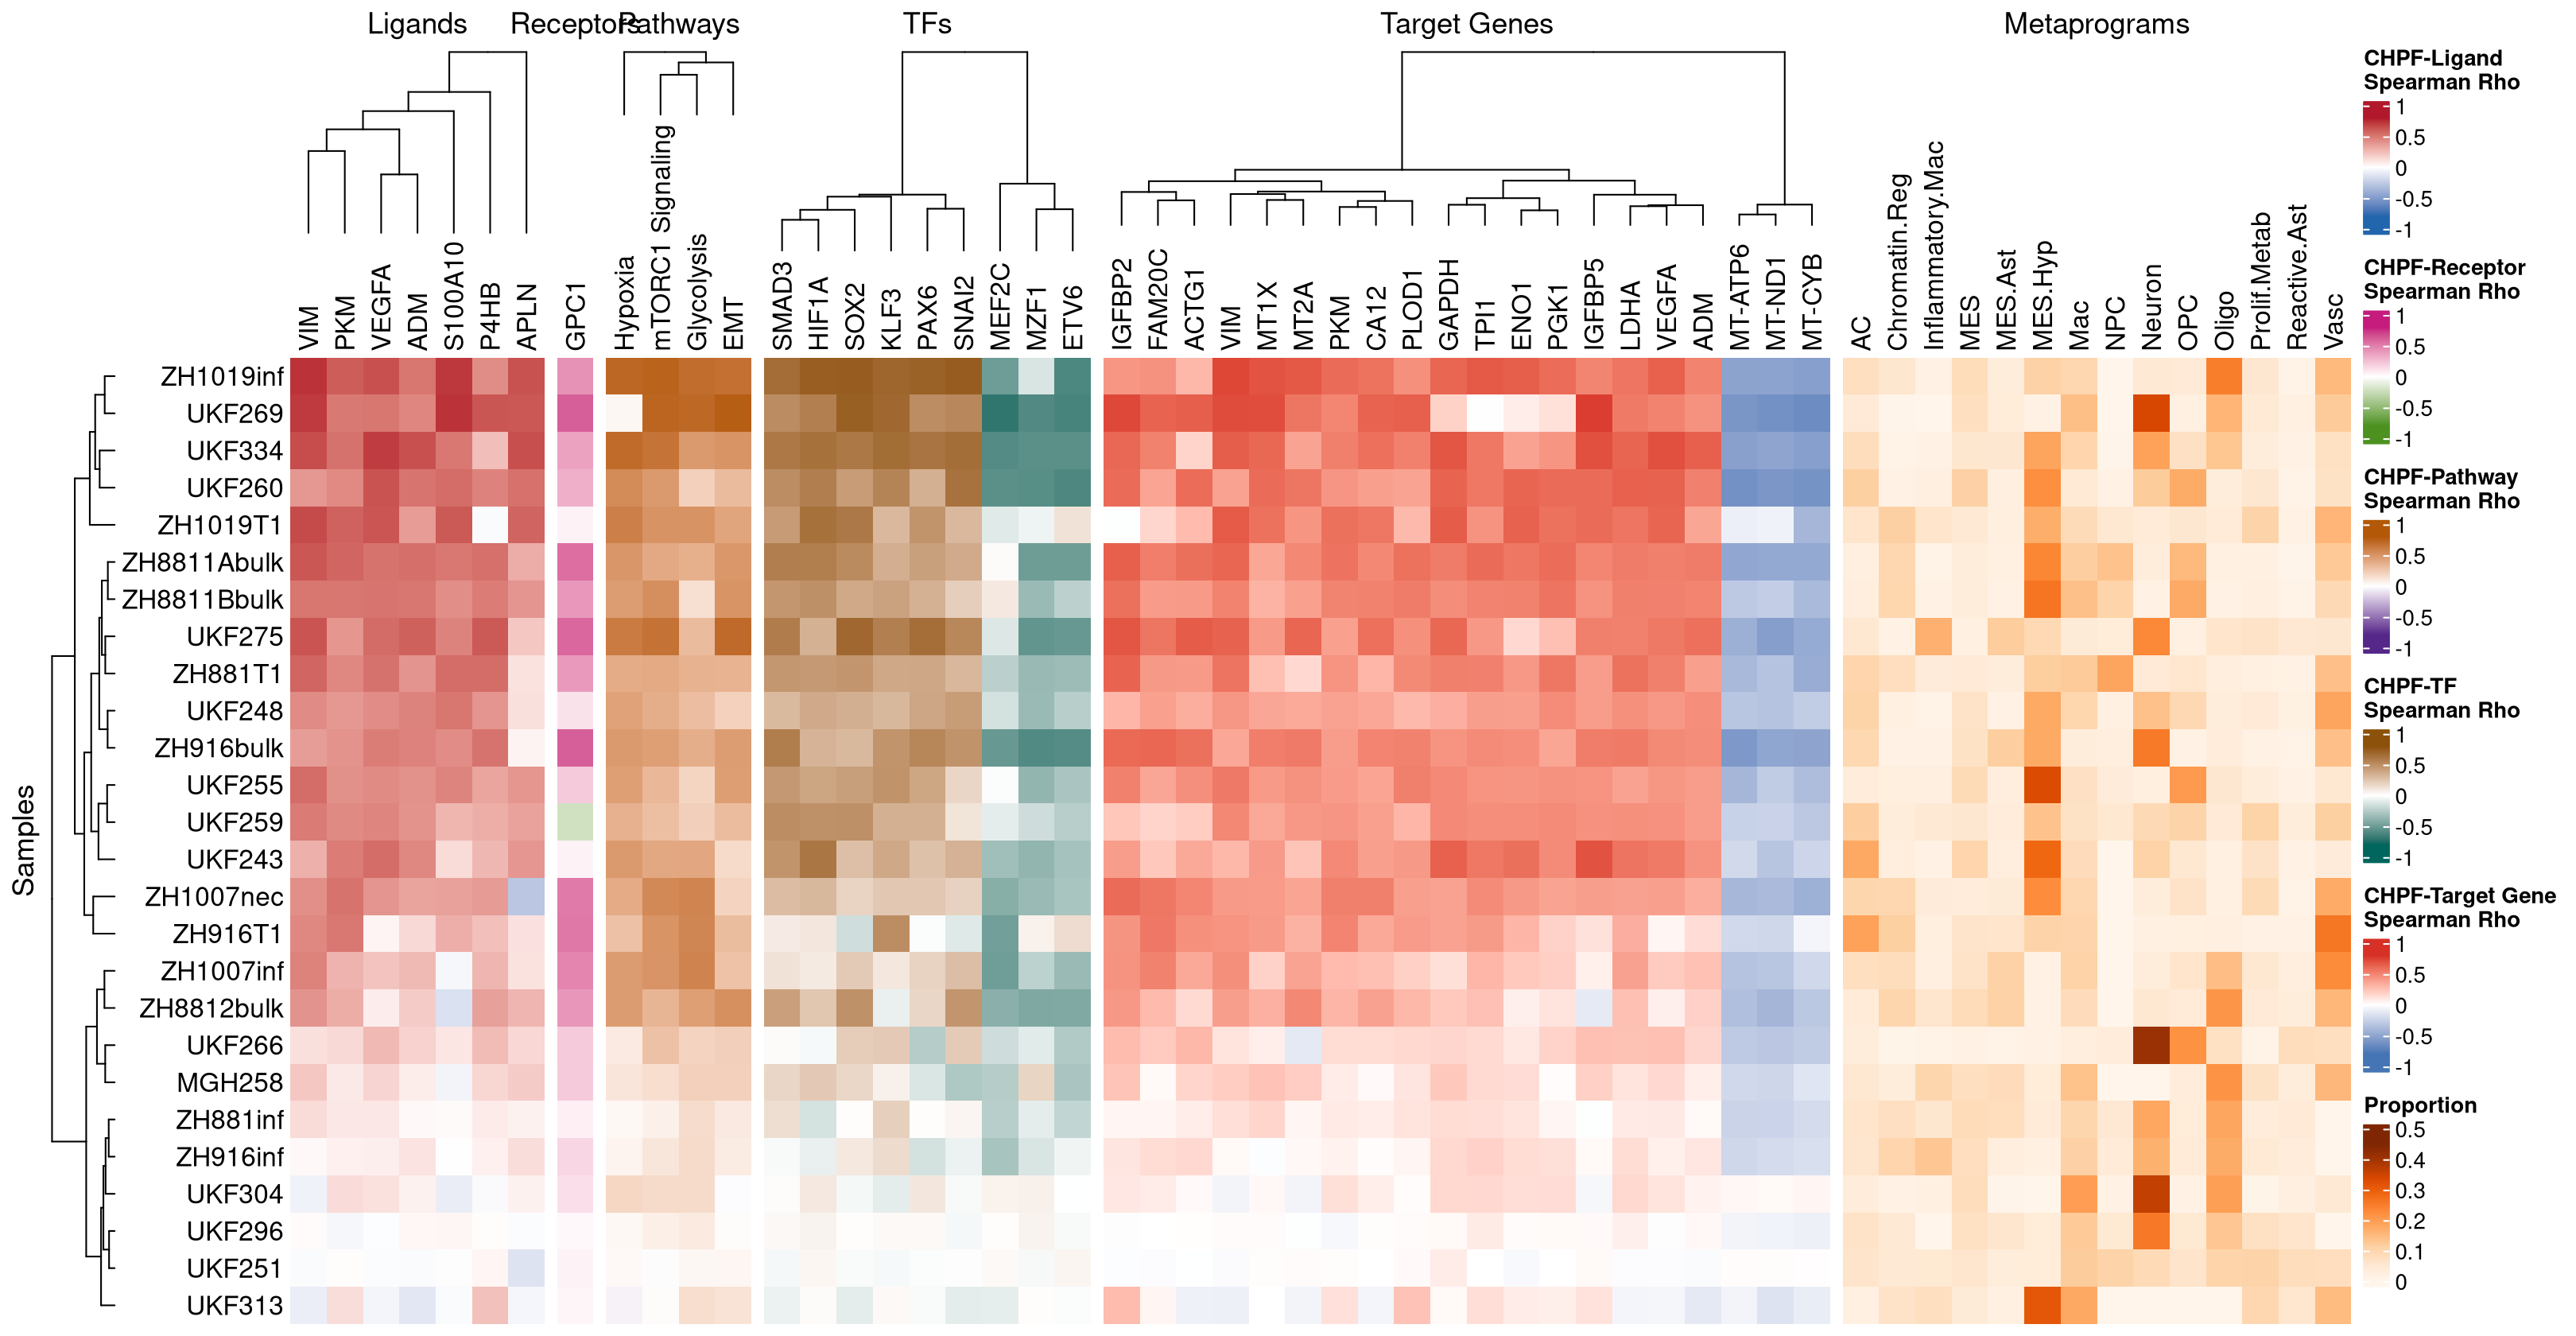 Ligands
Receptors
Pathways
TFs
Target Genes
Metaprograms
VIM
PKM
VEGFA
ADM
S100A10
P4HB
APLN
GPC1
Hypoxia
mTORC1 Signaling
Glycolysis
EMT
SMAD3
HIF1A
SOX2
KLF3
PAX6
SNAI2
MEF2C
MZF1
ETV6
IGFBP2
FAM20C
ACTG1
VIM
MT1X
MT2A
PKM
CA12
PLOD1
GAPDH
TPI1
ENO1
PGK1
IGFBP5
LDHA
VEGFA
ADM
MT-ATP6
MT-ND1
MT-CYB
AC
Chromatin.Reg
Inflammatory.Mac
MES
MES.Ast
MES.Hyp
Mac
NPC
Neuron
OPC
Oligo
Prolif.Metab
Reactive.Ast
Vasc
Samples
ZH1019inf
UKF269
UKF334
UKF260
ZH1019T1
ZH8811Abulk
ZH8811Bbulk
UKF275
ZH881T1
UKF248
ZH916bulk
UKF255
UKF259
UKF243
ZH1007nec
ZH916T1
ZH1007inf
ZH8812bulk
UKF266
MGH258
ZH881inf
ZH916inf
UKF304
UKF296
UKF251
UKF313
CHPF-Ligand
Spearman Rho
1
0.5
0
-0.5
-1
CHPF-Receptor
Spearman Rho
1
0.5
0
-0.5
-1
CHPF-Pathway
Spearman Rho
1
0.5
0
-0.5
-1
CHPF-TF
Spearman Rho
1
0.5
0
-0.5
-1
CHPF-Target Gene
Spearman Rho
1
0.5
0
-0.5
-1
Proportion
0.5
0.4
0.3
0.2
0.1
0